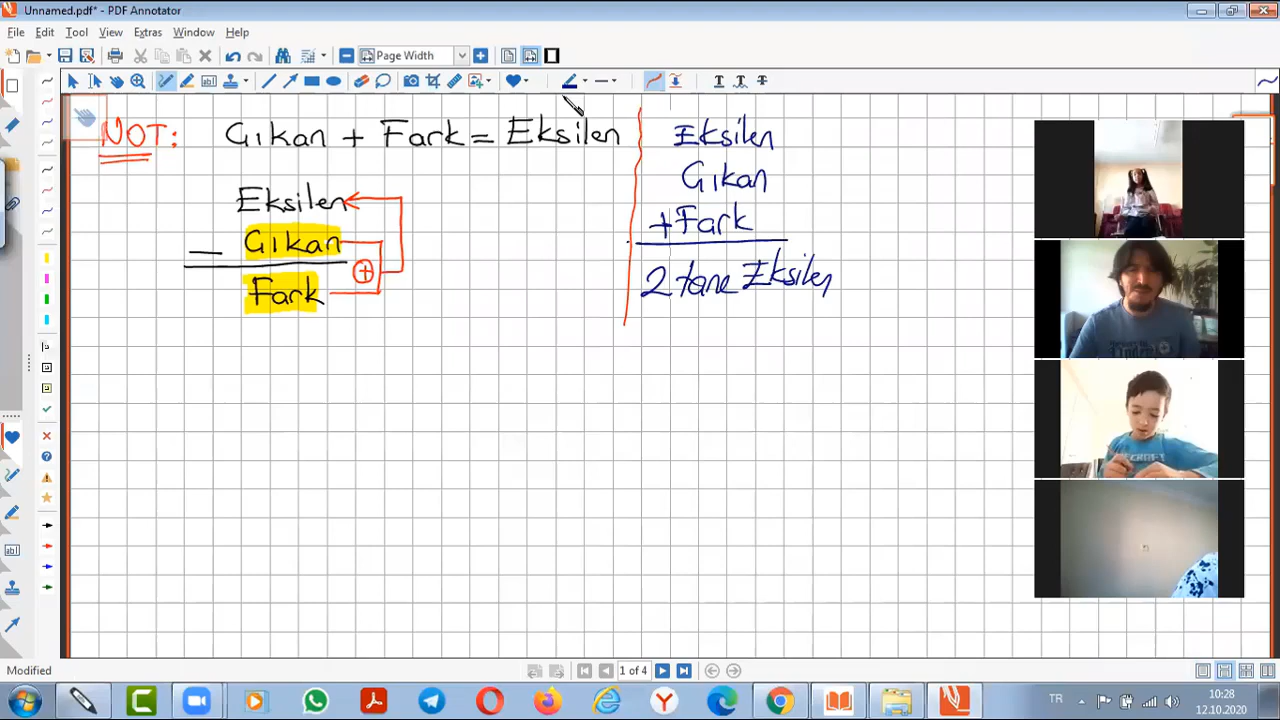 Unnamed.pdf* - PDF Annotator
File Edit Tool View Extras Window Help
Page Width
NOT: Çıkan + Fark = Eksilen
Eksilen
— Çıkan
Fark
+
Eksilen
Çıkan
+ Fark
2 tane Eksilen
Modified
1 of 4
TR
10:28
12.10.2020